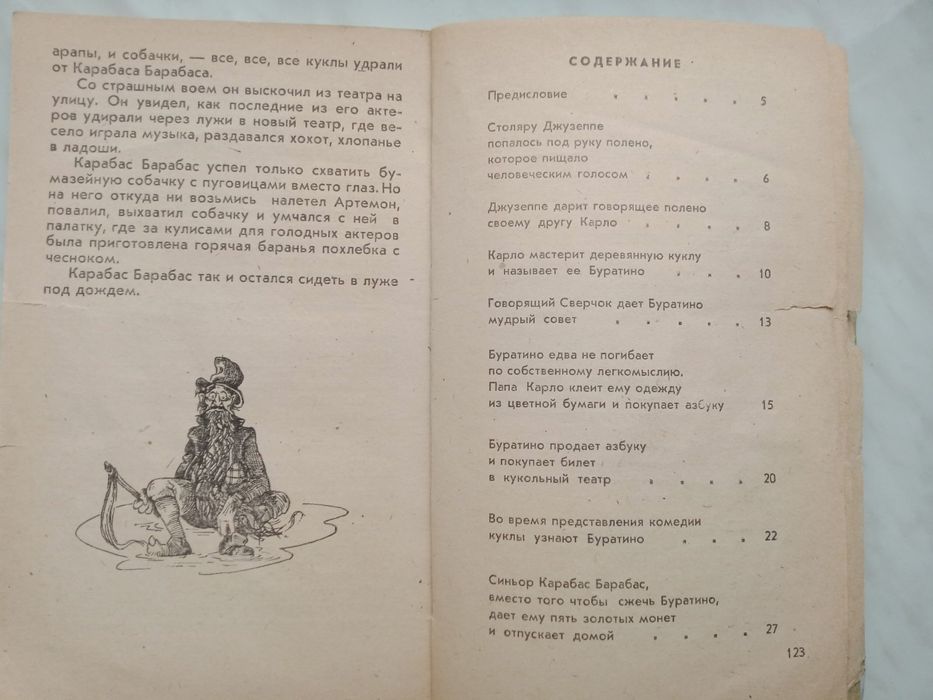 арапы, и собачки, — все, все, все куклы удрали
от Карабаса Барабаса.
Со страшным воем он выскочил из театра на
улицу. Он увидел, как последние из его акте-
ров удирали через лужи в новый театр, где ве-
село играла музыка, раздавался хохот, хлопанье
в ладоши.
Карабас Барабас успел только схватить бу-
мазейную собачку с пуговицами вместо глаз. Но
на него откуда ни возьмись налетел Артемон,
повалил, выхватил собачку и умчался с ней в
палатку, где за кулисами для голодных актеров
была приготовлена горячая баранья похлебка с
чесноком.
Карабас Барабас так и остался сидеть в луже
под дождем.
СОДЕРЖАНИЕ
Предисловие . . . . . 5
Столяру Джузеппе
попалось под руку полено,
которое пищало
человеческим голосом . . . . 6
Джузеппе дарит говорящее полено
своему другу Карло . . . . 8
Карло мастерит деревянную куклу
и называет ее Буратино . . . 10
Говорящий Сверчок дает Буратино
мудрый совет . . . . . 13
Буратино едва не погибает
по собственному легкомыслию.
Папа Карло клеит ему одежду
из цветной бумаги и покупает азбуку 15
Буратино продает азбуку
и покупает билет
в кукольный театр . . . . 20
Во время представления комедии
куклы узнают Буратино . . . 22
Синьор Карабас Барабас,
вместо того чтобы сжечь Буратино,
дает ему пять золотых монет
и отпускает домой . . . . 27
123